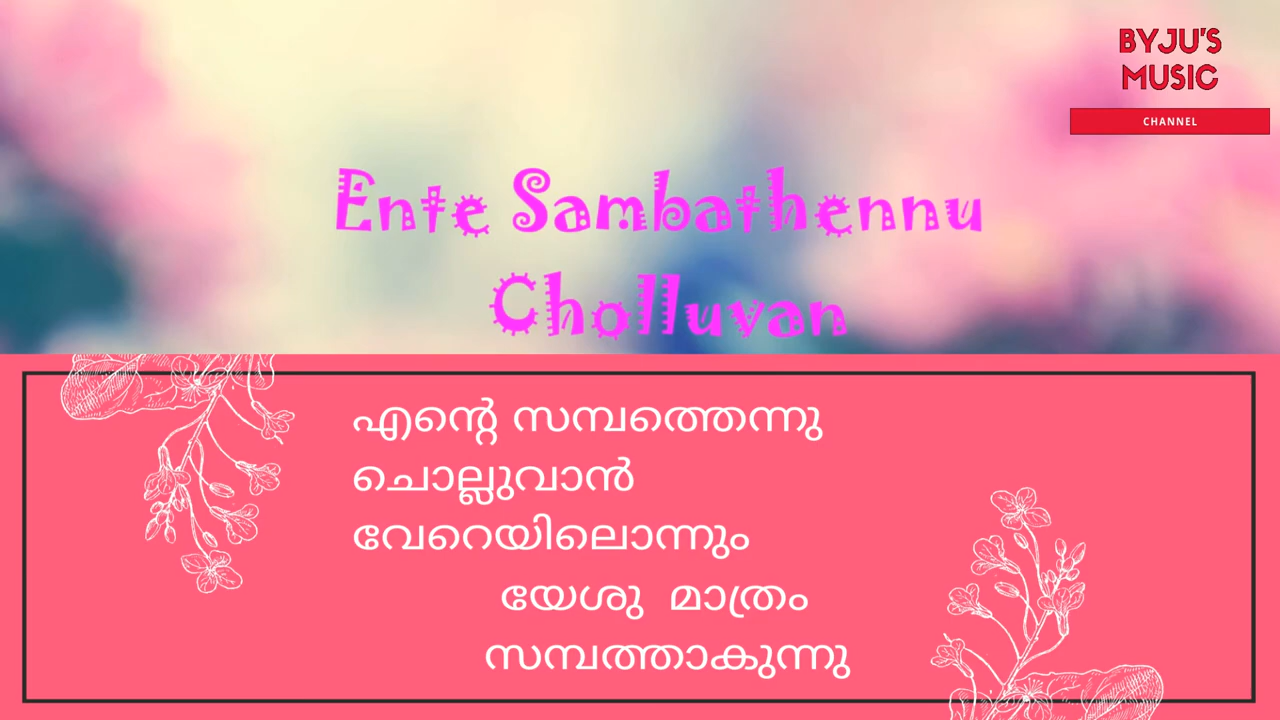 BYJU'S
MUSIC
CHANNEL
Ente Sambathennu
Cholluvan
എന്റെ സമ്പത്തെന്നു
ചൊല്ലുവാൻ
വേറെയിലൊന്നും
യേശു മാത്രം
സമ്പത്താകുന്നു